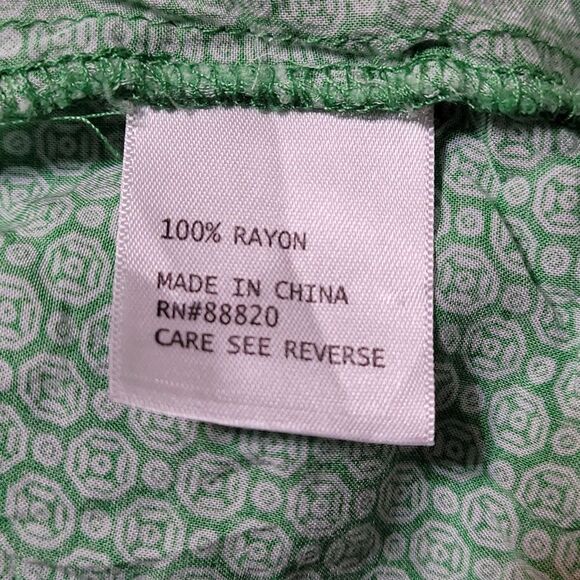 100% RAYON
MADE IN CHINA
RN#88820
CARE SEE REVERSE